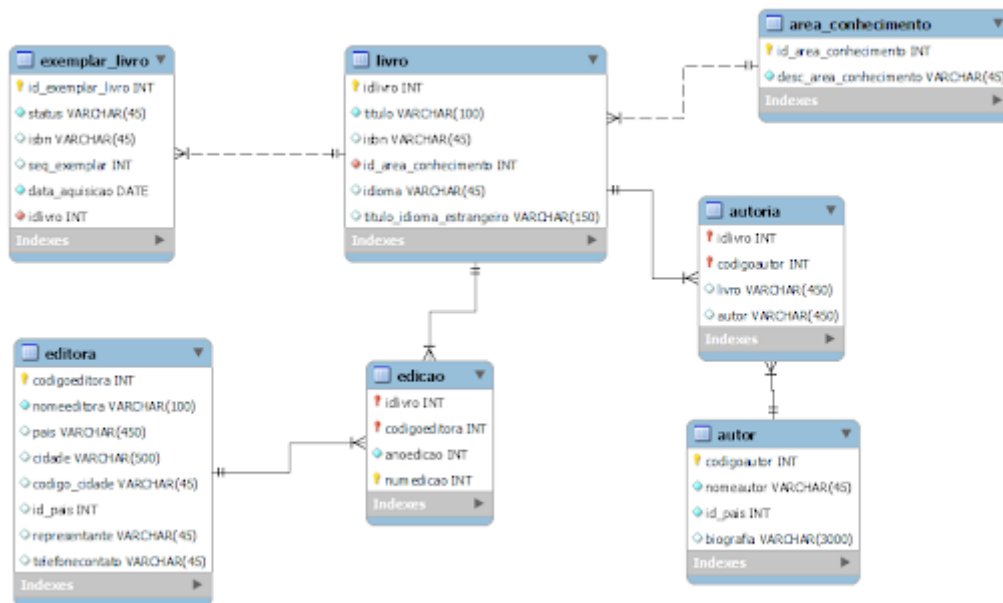 area_conhecimento
id_area_conhecimento INT
desc_area_conhecimento VARCHAR(45)
Indexes
exemplar_livro
id_exemplar_livro INT
status VARCHAR(45)
isbn VARCHAR(45)
seq_exemplar INT
data_aquisicao DATE
idlivro INT
Indexes
livro
idlivro INT
titulo VARCHAR(100)
isbn VARCHAR(45)
id_area_conhecimento INT
idioma VARCHAR(45)
titulo_idioma_estrangeiro VARCHAR(150)
Indexes
autoria
idlivro INT
codigoautor INT
livro VARCHAR(450)
autor VARCHAR(450)
Indexes
editora
codigoeditora INT
nomeeditora VARCHAR(100)
pais VARCHAR(450)
cidade VARCHAR(500)
codigo_cidade VARCHAR(45)
id_pais INT
representante VARCHAR(45)
telefonecontato VARCHAR(45)
Indexes
edicao
idlivro INT
codigoeditora INT
anoedicao INT
numedicao INT
Indexes
autor
codigoautor INT
nomeautor VARCHAR(45)
id_pais INT
biografia VARCHAR(3000)
Indexes